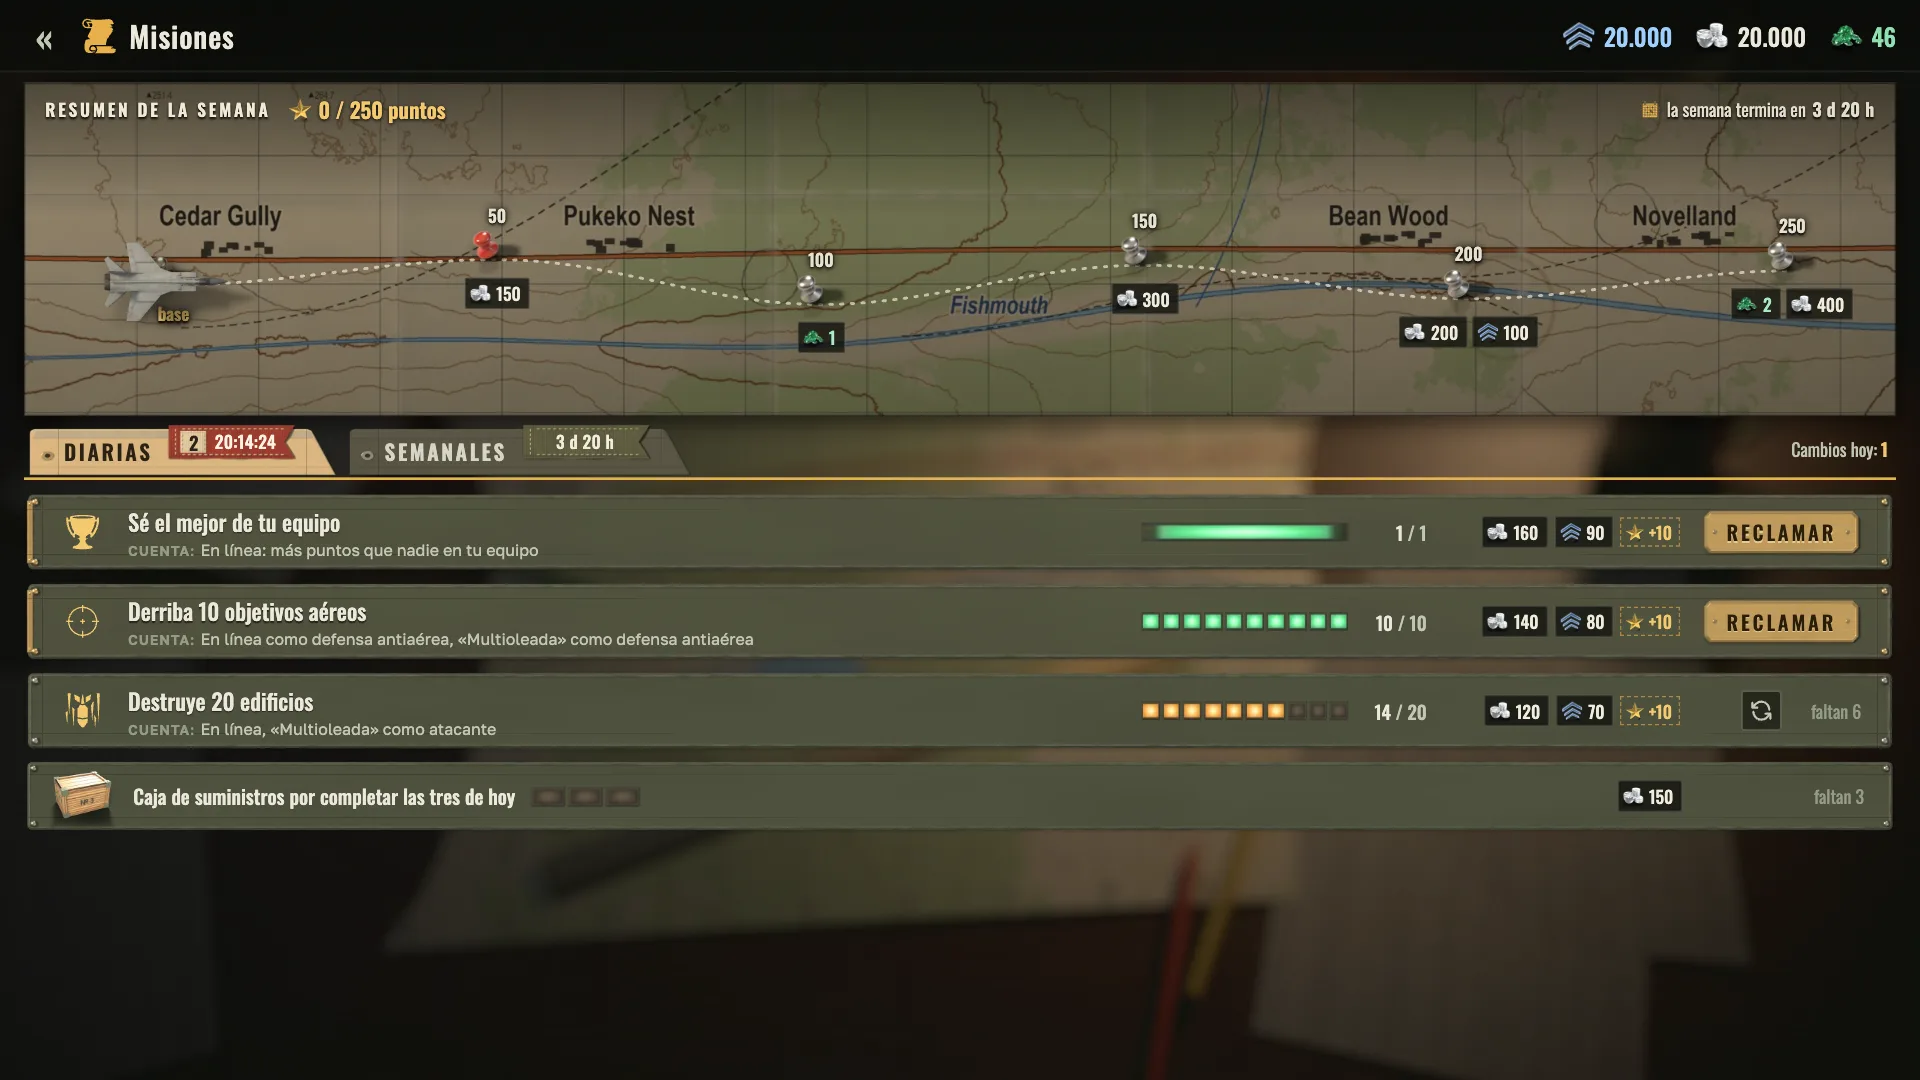 Misiones
20.000
20.000
46
RESUMEN DE LA SEMANA
0 / 250 puntos
la semana termina en 3 d 20 h
Cedar Gully
50
Pukeko Nest
150
Bean Wood
Novelland
250
100
200
base
150
Fishmouth
300
2
400
1
200
100
DIARIAS
2
20:14:24
SEMANALES
3 d 20 h
Cambios hoy: 1
Sé el mejor de tu equipo
CUENTA: En línea: más puntos que nadie en tu equipo
1 / 1
160
90
+10
RECLAMAR
Derriba 10 objetivos aéreos
CUENTA: En línea como defensa antiaérea, «Multioleada» como defensa antiaérea
10 / 10
140
80
+10
RECLAMAR
Destruye 20 edificios
CUENTA: En línea, «Multioleada» como atacante
14 / 20
120
70
+10
faltan 6
Caja de suministros por completar las tres de hoy
150
faltan 3